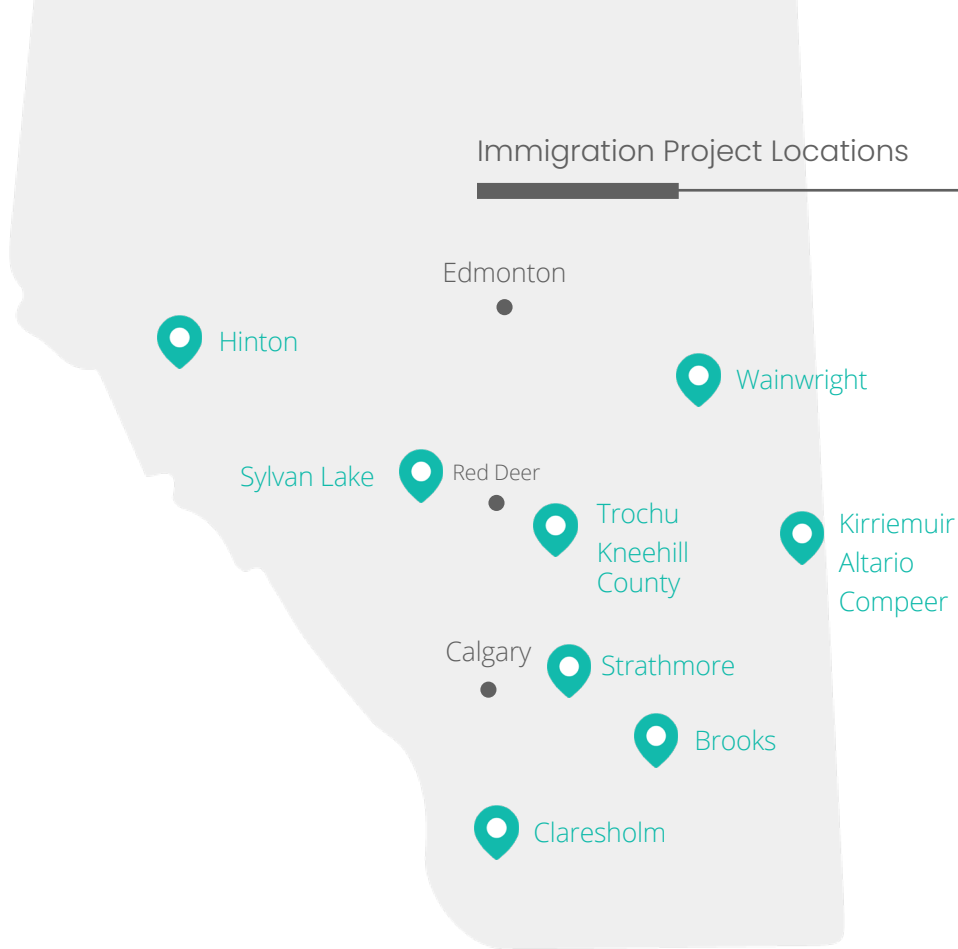 Immigration Project Locations
Edmonton
Hinton
Wainwright
Sylvan Lake
Red Deer
Trochu
Kneehill
County
Kirriemuir
Altario
Compeer
Calgary
Strathmore
Brooks
Claresholm